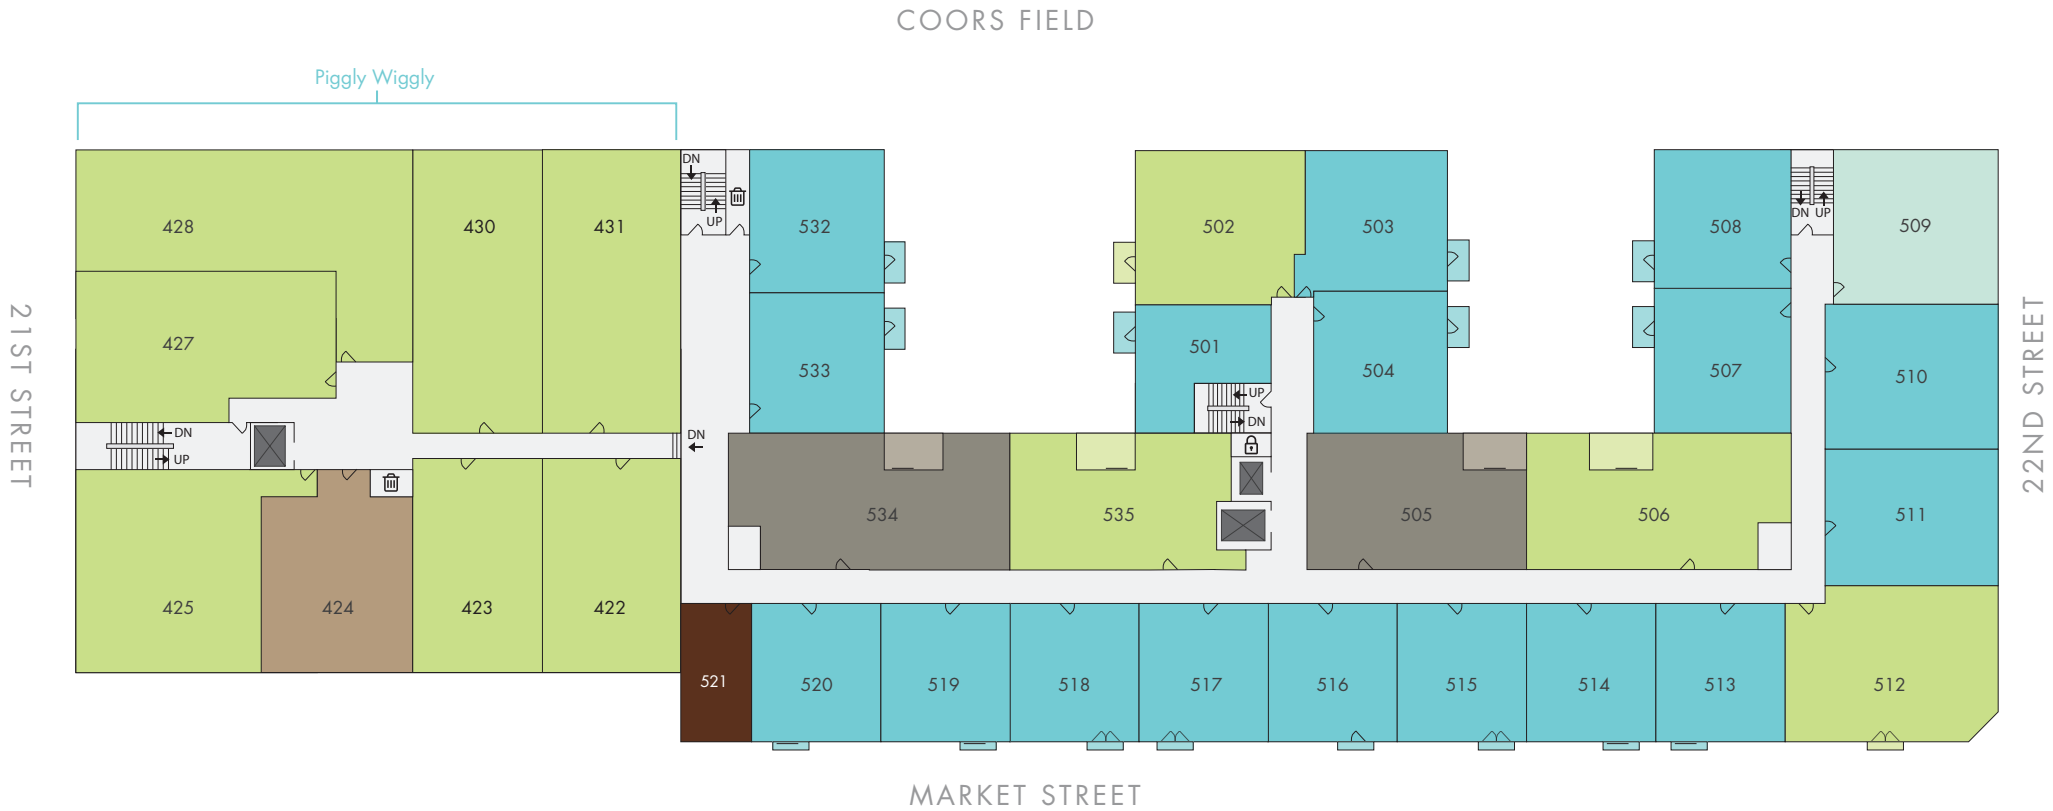 COORS FIELD
Piggly Wiggly
DN
UP
428
430
431
532
502
503
508
DN UP
509
427
533
501
504
507
510
UP
DN
DN
UP
DN
534
535
505
506
511
425
424
423
422
521
520
519
518
517
516
515
514
513
512
21ST STREET
22ND STREET
MARKET STREET